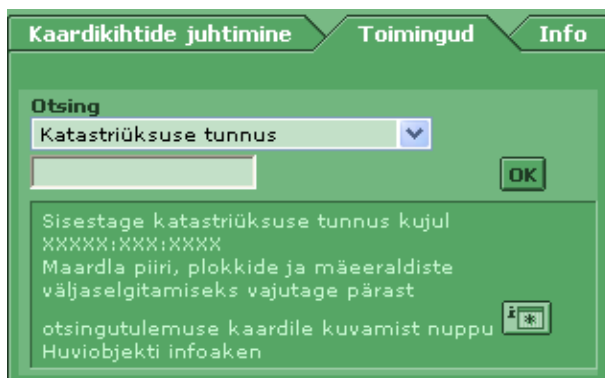 Kaardikihtide juhtimine Toimingud Info
Otsing
Katastriüksuse tunnus
OK
Sisestage katastriüksuse tunnus kujul
XXXXX:XXX:XXXX
Maardla piiri, plokkide ja mäeeraldiste
väljaselgitamiseks vajutage pärast
otsingutulemuse kaardile kuvamist nuppu
Huviobjekti infoaken